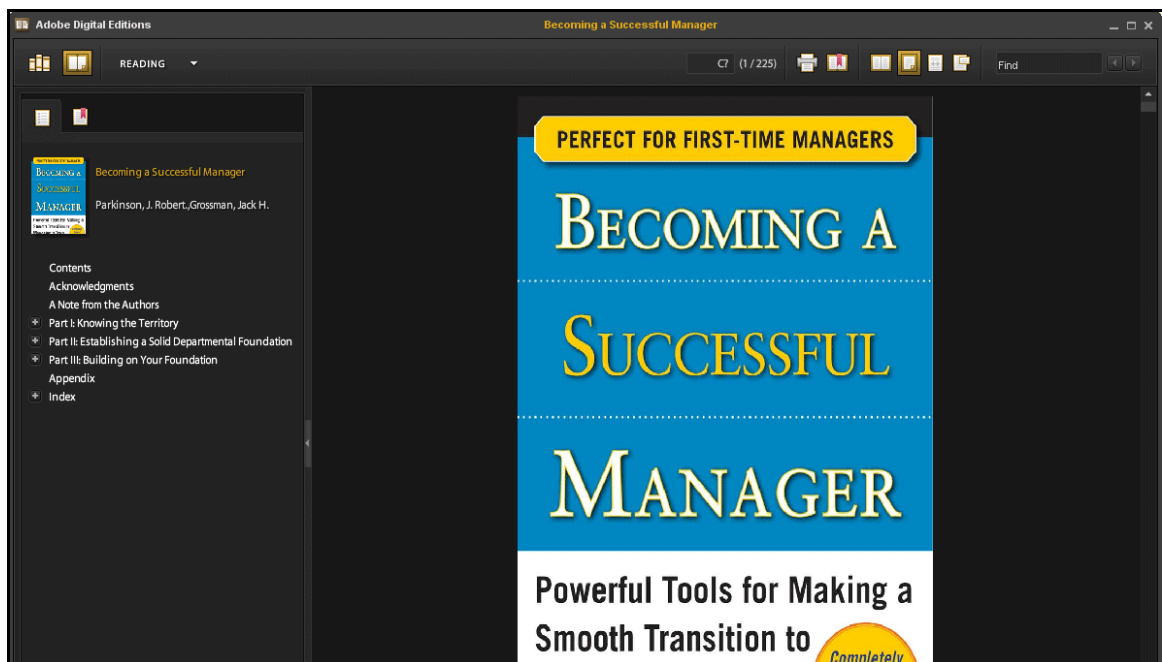 Adobe Digital Editions
Becoming a Successful Manager
READING
C? (1/225)
Find
BECOMING A
SUCCESSFUL
MANAGER
Becoming a Successful Manager
Parkinson, J. Robert.,Grossman, Jack H.
Contents
Acknowledgments
A Note from the Authors
Part I: Knowing the Territory
Part II: Establishing a Solid Departmental Foundation
Part III: Building on Your Foundation
Appendix
Index
PERFECT FOR FIRST-TIME MANAGERS
BECOMING A
SUCCESSFUL
MANAGER
Powerful Tools for Making a
Smooth Transition to
Completely